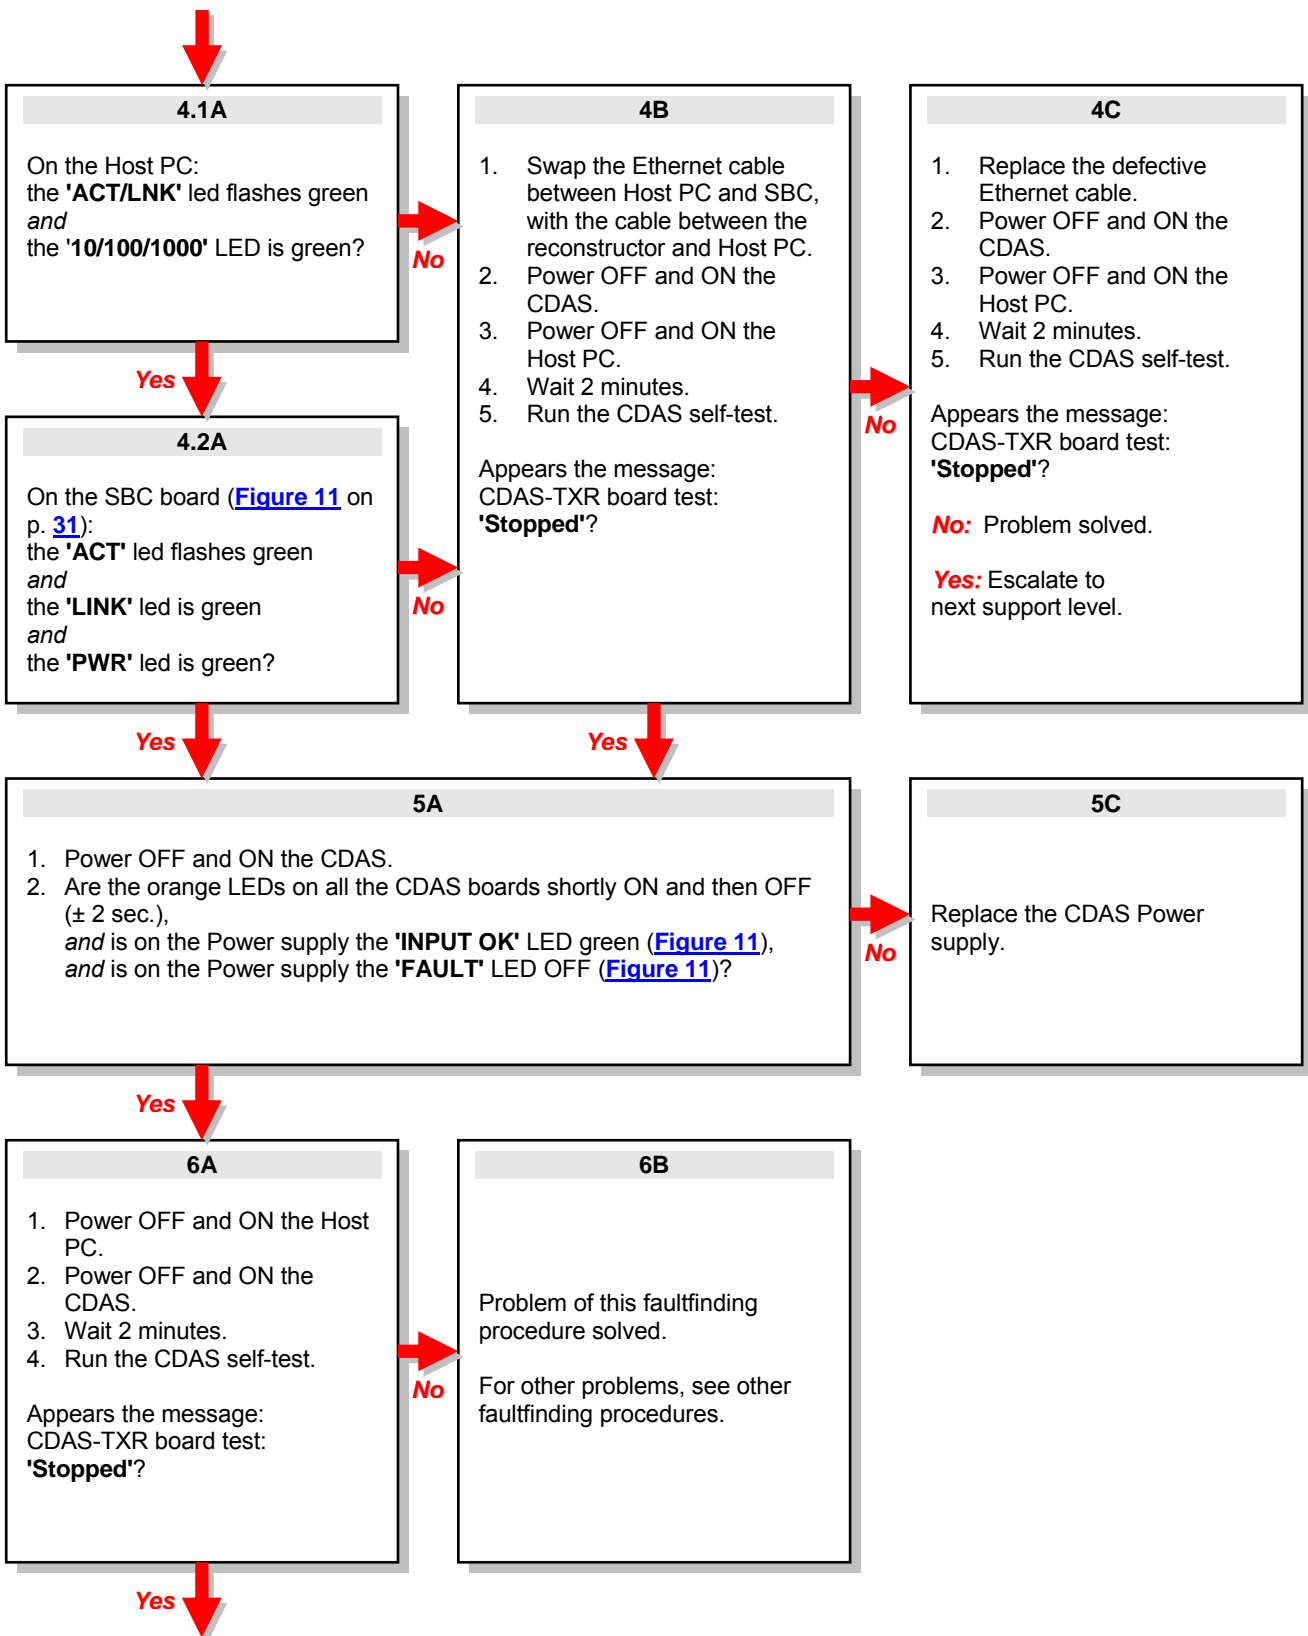 4.1A
On the Host PC:
the 'ACT/LNK' led flashes green
and
the '10/100/1000' LED is green?
No
Yes
4B
1. Swap the Ethernet cable
between Host PC and SBC,
with the cable between the
reconstructor and Host PC.
2. Power OFF and ON the
CDAS.
3. Power OFF and ON the
Host PC.
4. Wait 2 minutes.
5. Run the CDAS self-test.
Appears the message:
CDAS-TXR board test:
'Stopped'?
No
Yes
4C
1. Replace the defective
Ethernet cable.
2. Power OFF and ON the
CDAS.
3. Power OFF and ON the
Host PC.
4. Wait 2 minutes.
5. Run the CDAS self-test.
Appears the message:
CDAS-TXR board test:
'Stopped'?
No: Problem solved.
Yes: Escalate to
next support level.
4.2A
On the SBC board (Figure 11 on
p. 31):
the 'ACT' led flashes green
and
the 'LINK' led is green
and
the 'PWR' led is green?
No
Yes
5A
1. Power OFF and ON the CDAS.
2. Are the orange LEDs on all the CDAS boards shortly ON and then OFF
(± 2 sec.),
and is on the Power supply the 'INPUT OK' LED green (Figure 11),
and is on the Power supply the 'FAULT' LED OFF (Figure 11)?
No
Yes
5C
Replace the CDAS Power
supply.
6A
1. Power OFF and ON the Host
PC.
2. Power OFF and ON the
CDAS.
3. Wait 2 minutes.
4. Run the CDAS self-test.
Appears the message:
CDAS-TXR board test:
'Stopped'?
No
Yes
6B
Problem of this faultfinding
procedure solved.
For other problems, see other
faultfinding procedures.